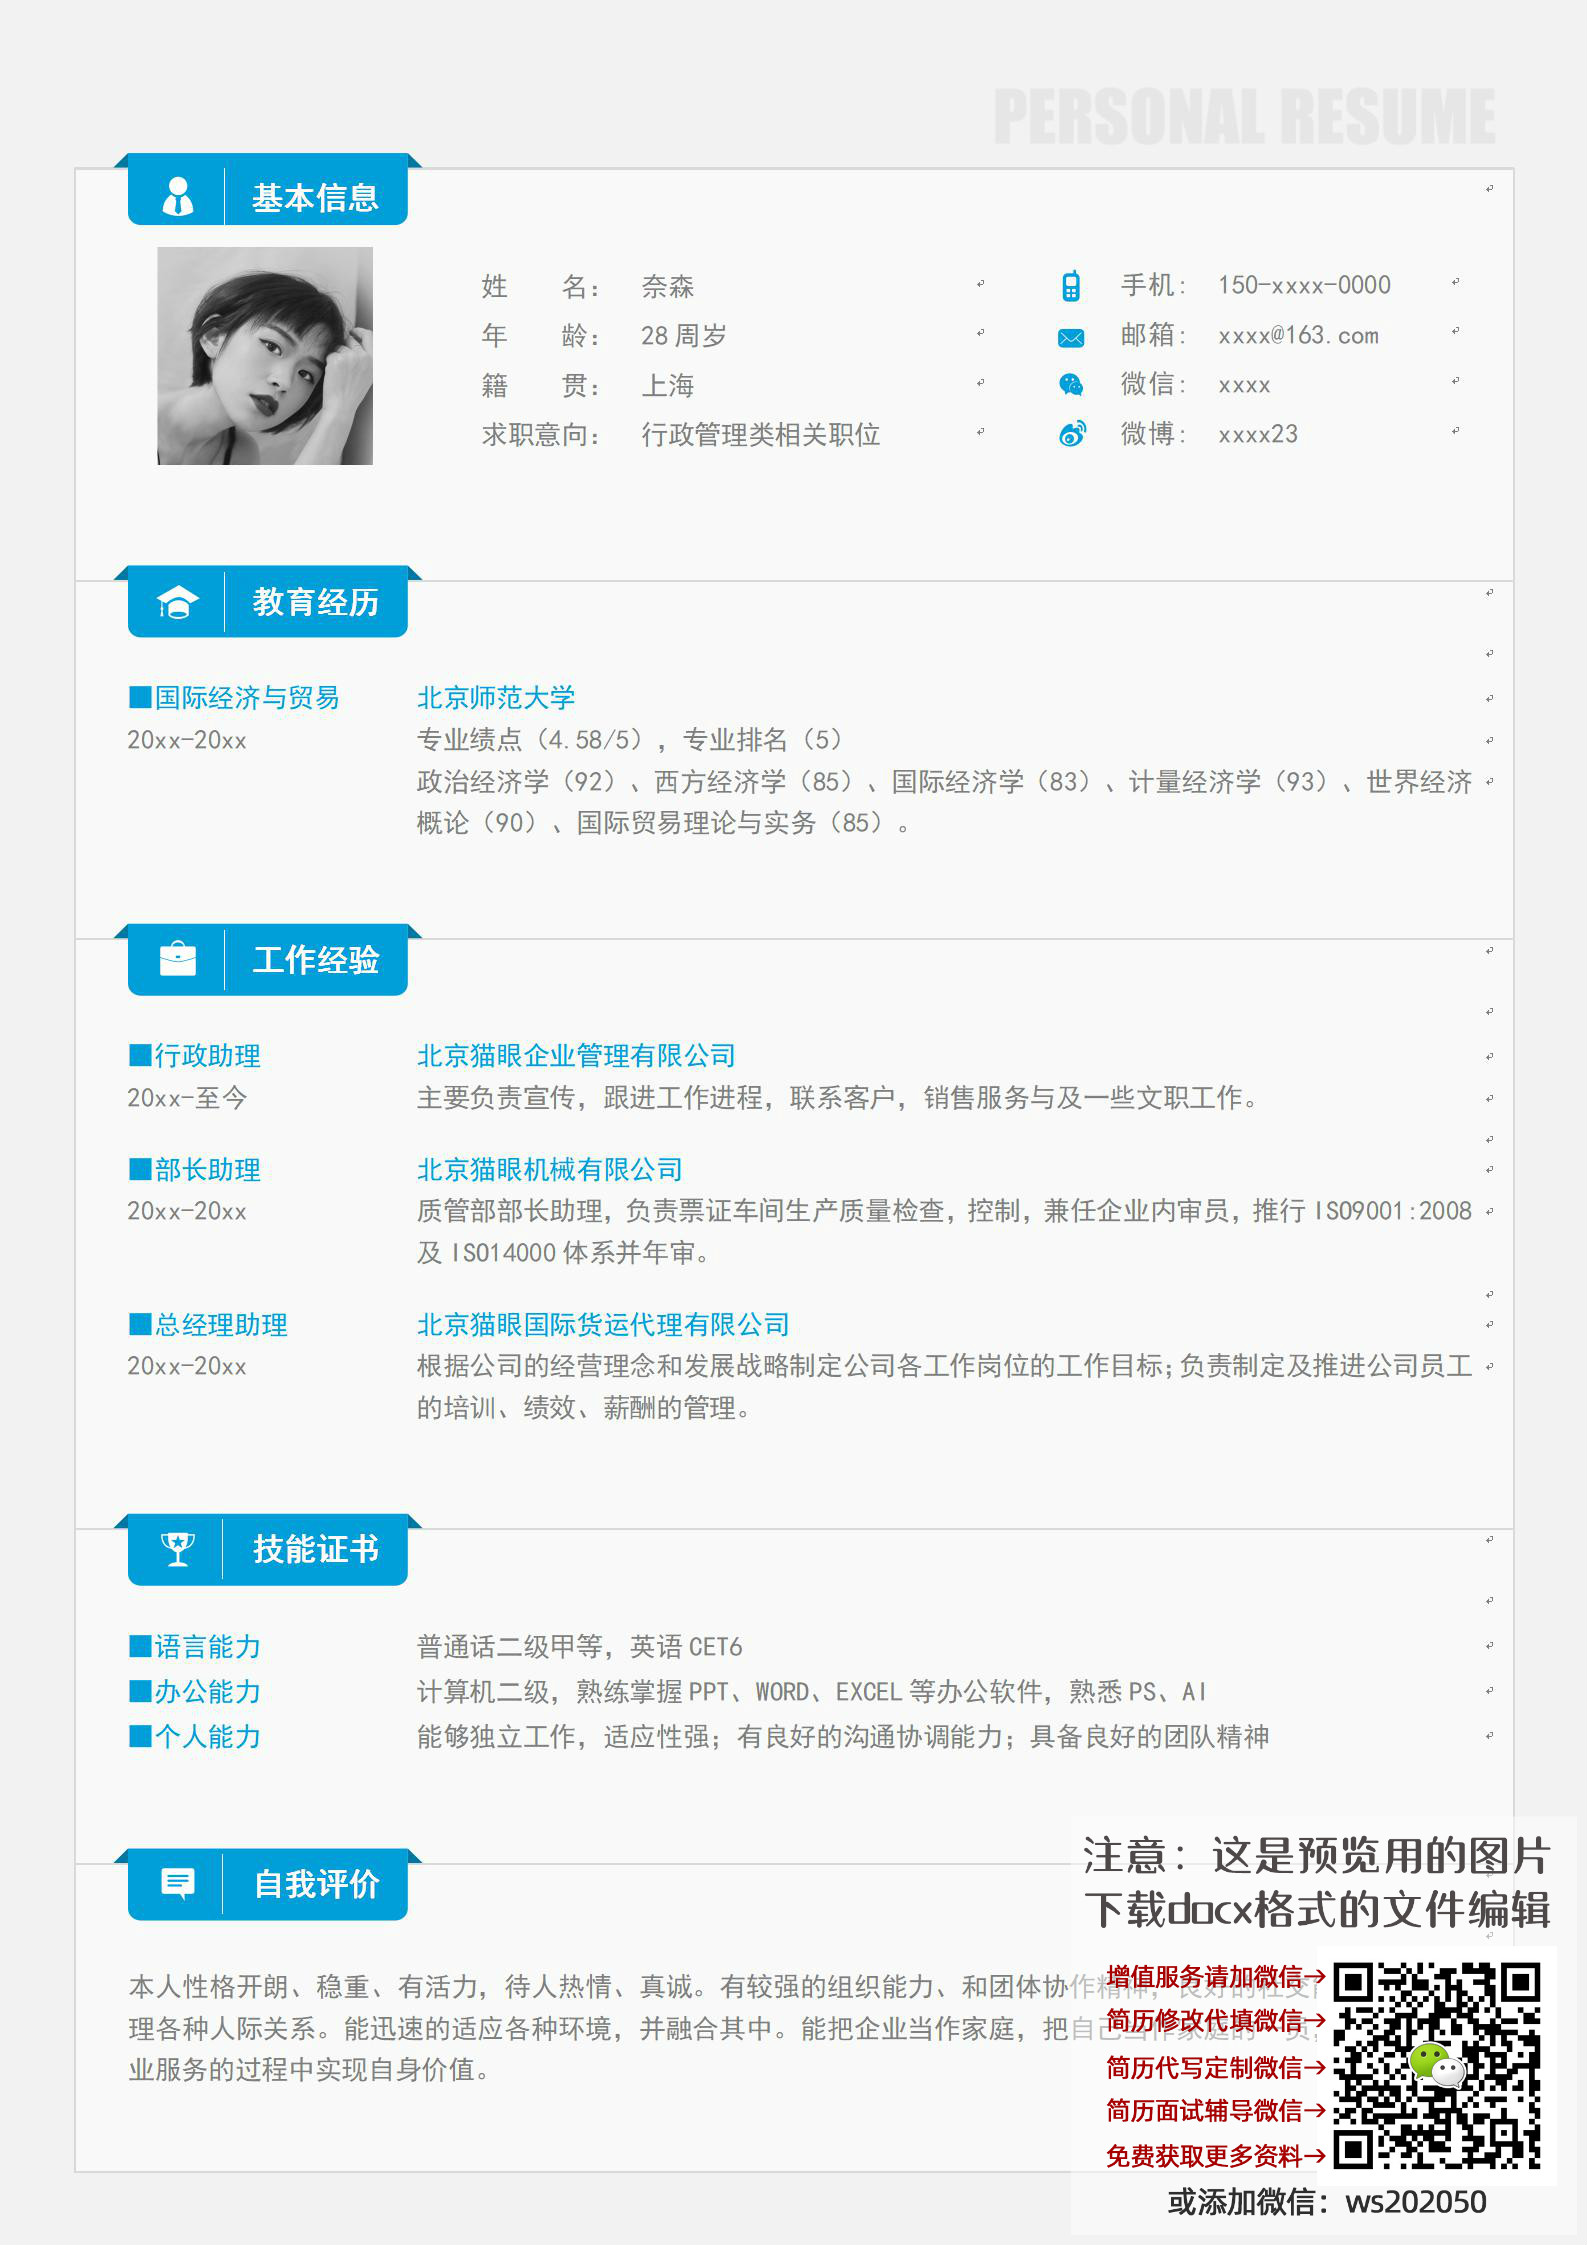 PERSONAL RESUME
基本信息
姓　　名： 奈森
手机： 150-xxxx-0000
年　　龄： 28 周岁
邮箱： xxxx@163.com
籍　　贯： 上海
微信： xxxx
求职意向： 行政管理类相关职位
微博： xxxx23
教育经历
■国际经济与贸易 北京师范大学
20xx-20xx 专业绩点（4.58/5），专业排名（5）
政治经济学（92）、西方经济学（85）、国际经济学（83）、计量经济学（93）、世界经济
概论（90）、国际贸易理论与实务（85）。
工作经验
■行政助理 北京猫眼企业管理有限公司
20xx-至今 主要负责宣传，跟进工作进程，联系客户，销售服务与及一些文职工作。
■部长助理 北京猫眼机械有限公司
20xx-20xx 质管部部长助理，负责票证车间生产质量检查，控制，兼任企业内审员，推行 ISO9001:2008
及 ISO14000 体系并年审。
■总经理助理 北京猫眼国际货运代理有限公司
20xx-20xx 根据公司的经营理念和发展战略制定公司各工作岗位的工作目标；负责制定及推进公司员工
的培训、绩效、薪酬的管理。
技能证书
■语言能力 普通话二级甲等，英语 CET6
■办公能力 计算机二级，熟练掌握 PPT、WORD、EXCEL 等办公软件，熟悉 PS、AI
■个人能力 能够独立工作，适应性强；有良好的沟通协调能力；具备良好的团队精神
自我评价
本人性格开朗、稳重、有活力，待人热情、真诚。有较强的组织能力、和团体协作精神，良好的社交
理各种人际关系。能迅速的适应各种环境，并融合其中。能把企业当作家庭，把自己当作家庭的一员，
业服务的过程中实现自身价值。
注意：这是预览用的图片
下载docx格式的文件编辑
增值服务请加微信→
简历修改代填微信→
简历代写定制微信→
简历面试辅导微信→
免费获取更多资料→
或添加微信：ws202050